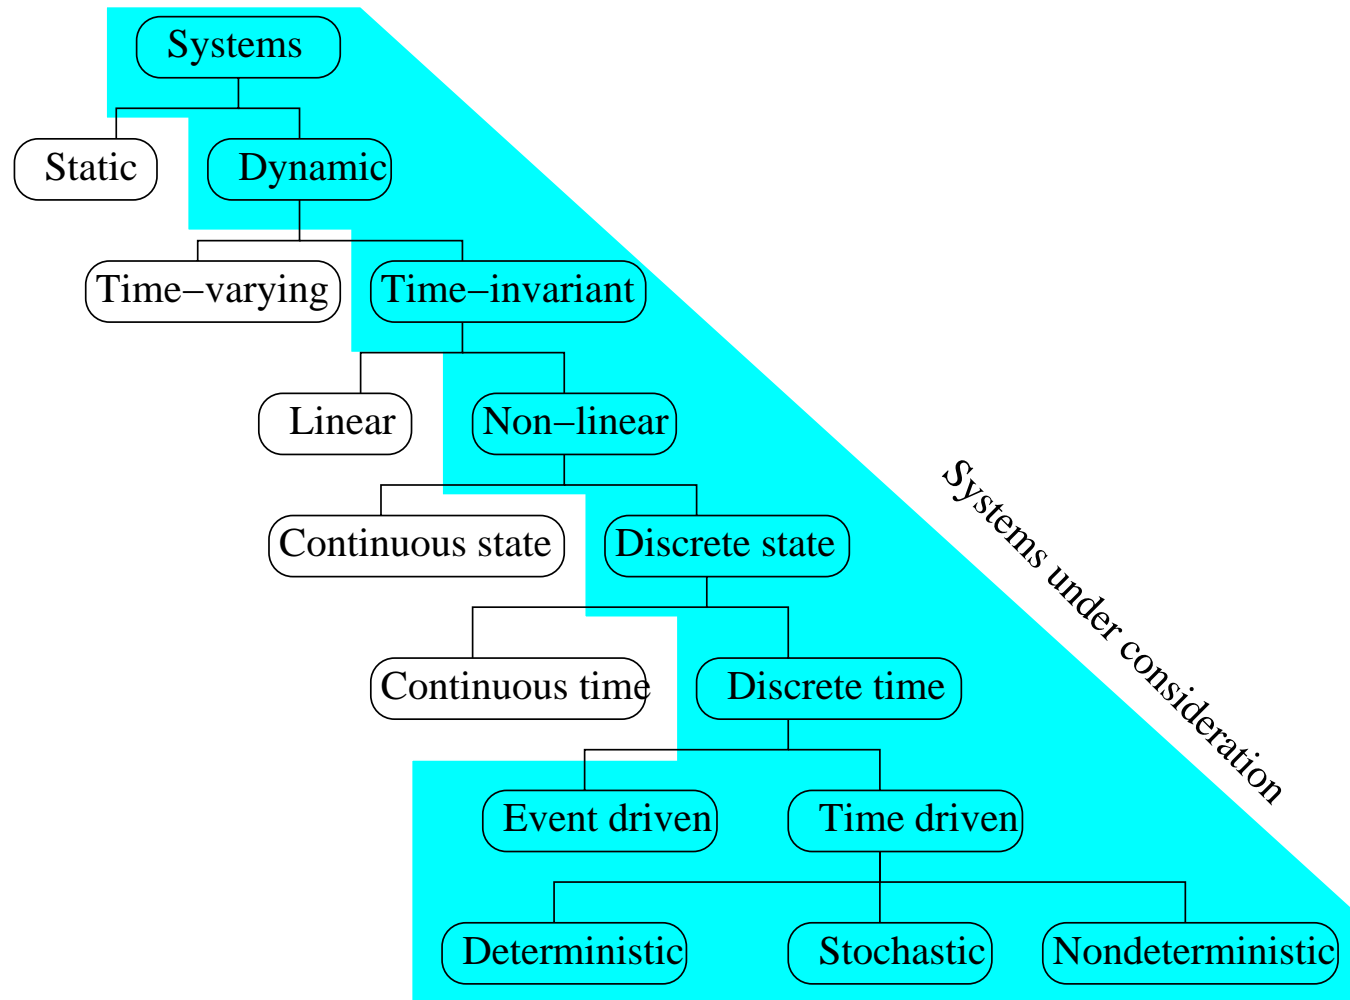 Systems
Static
Dynamic
Time−varying
Time−invariant
Linear
Non−linear
Continuous state
Discrete state
Continuous time
Discrete time
Event driven
Time driven
Deterministic
Stochastic
Nondeterministic
Systems under consideration